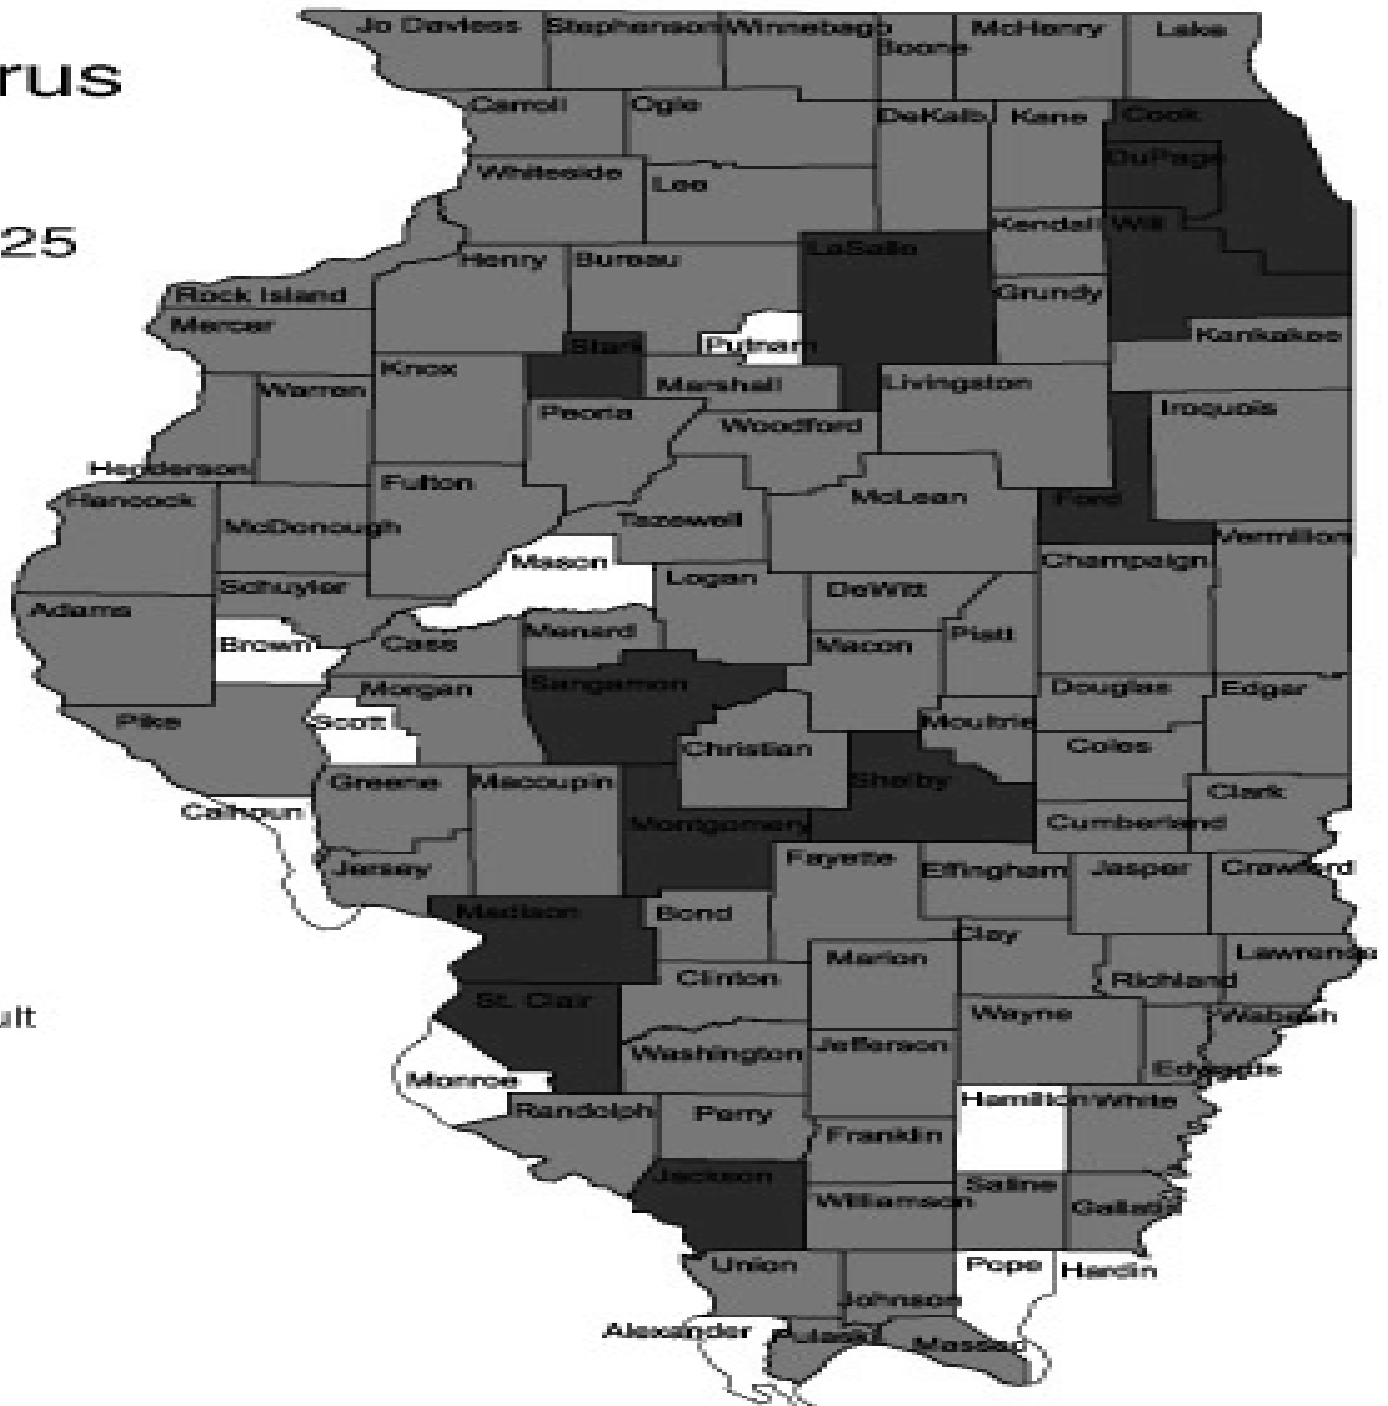 rus
25
ult
Jo Daviess
Stephenson
Winnebago
Boone
McHenry
Lake
Carroll
Ogle
DeKalb
Kane
Cook
DuPage
Whiteside
Lee
Kendall
Will
LaSalle
Henry
Bureau
Rock Island
Grundy
Mercer
Stark
Putnam
Kankakee
Knox
Warren
Marshall
Livingston
Peoria
Iroquois
Woodford
Henderson
Fulton
Hancock
McLean
Ford
McDonough
Tazewell
Vermilion
Mason
Champaign
Logan
Schuyler
DeWitt
Adams
Menard
Piatt
Brown
Cass
Macon
Sangamon
Morgan
Douglas
Edgar
Pike
Scott
Moultrie
Christian
Coles
Greene
Macoupin
Shelby
Clark
Calhoun
Montgomery
Cumberland
Fayette
Jersey
Effingham
Jasper
Crawford
Madison
Bond
Clay
Lawrence
Marion
Clinton
Richland
St. Clair
Wayne
Wabash
Jefferson
Washington
Edwards
Monroe
Hamilton
White
Randolph
Perry
Franklin
Jackson
Saline
Williamson
Gallatin
Union
Pope
Hardin
Johnson
Alexander
Pulaski
Massac